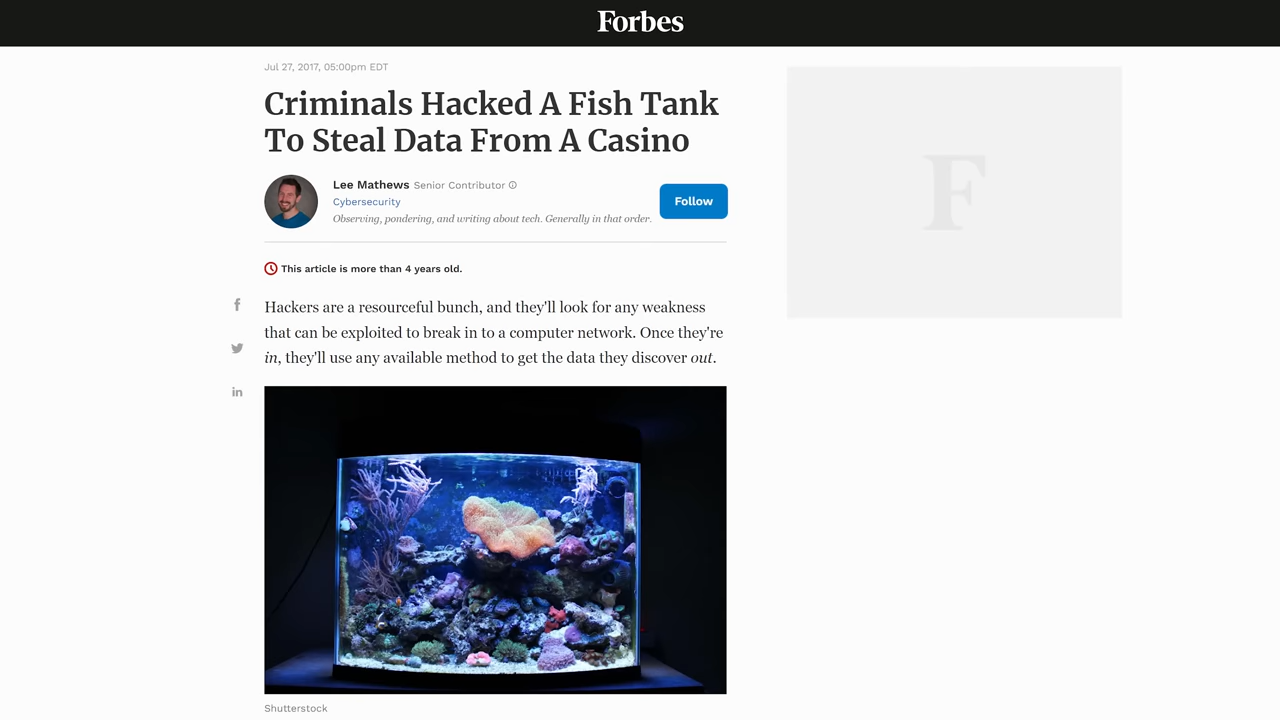 Forbes
Jul 27, 2017, 05:00pm EDT
Criminals Hacked A Fish Tank
To Steal Data From A Casino
Lee Mathews Senior Contributor
Cybersecurity
Observing, pondering, and writing about tech. Generally in that order.
Follow
This article is more than 4 years old.
Hackers are a resourceful bunch, and they'll look for any weakness
that can be exploited to break in to a computer network. Once they're
in, they'll use any available method to get the data they discover out.
Shutterstock
F